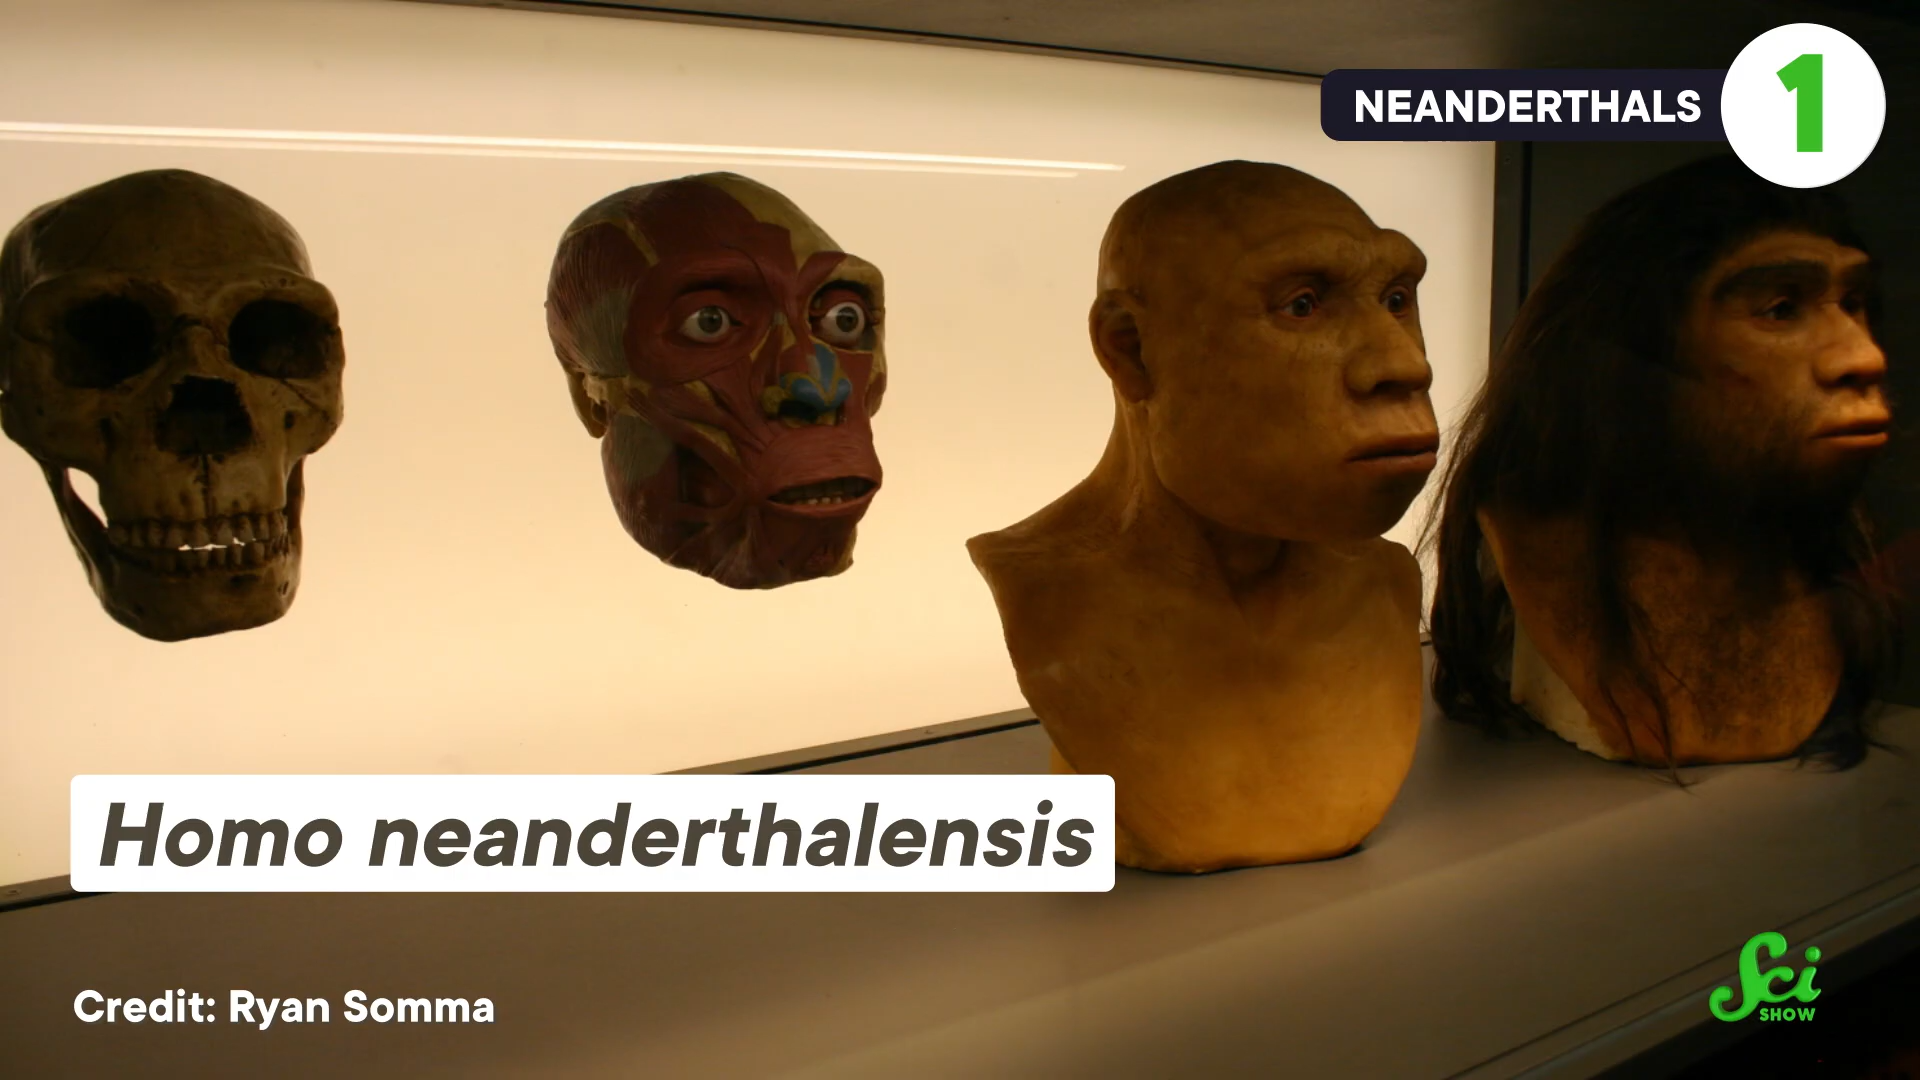 NEANDERTHALS
1
Homo neanderthalensis
Credit: Ryan Somma
Sci
SHOW